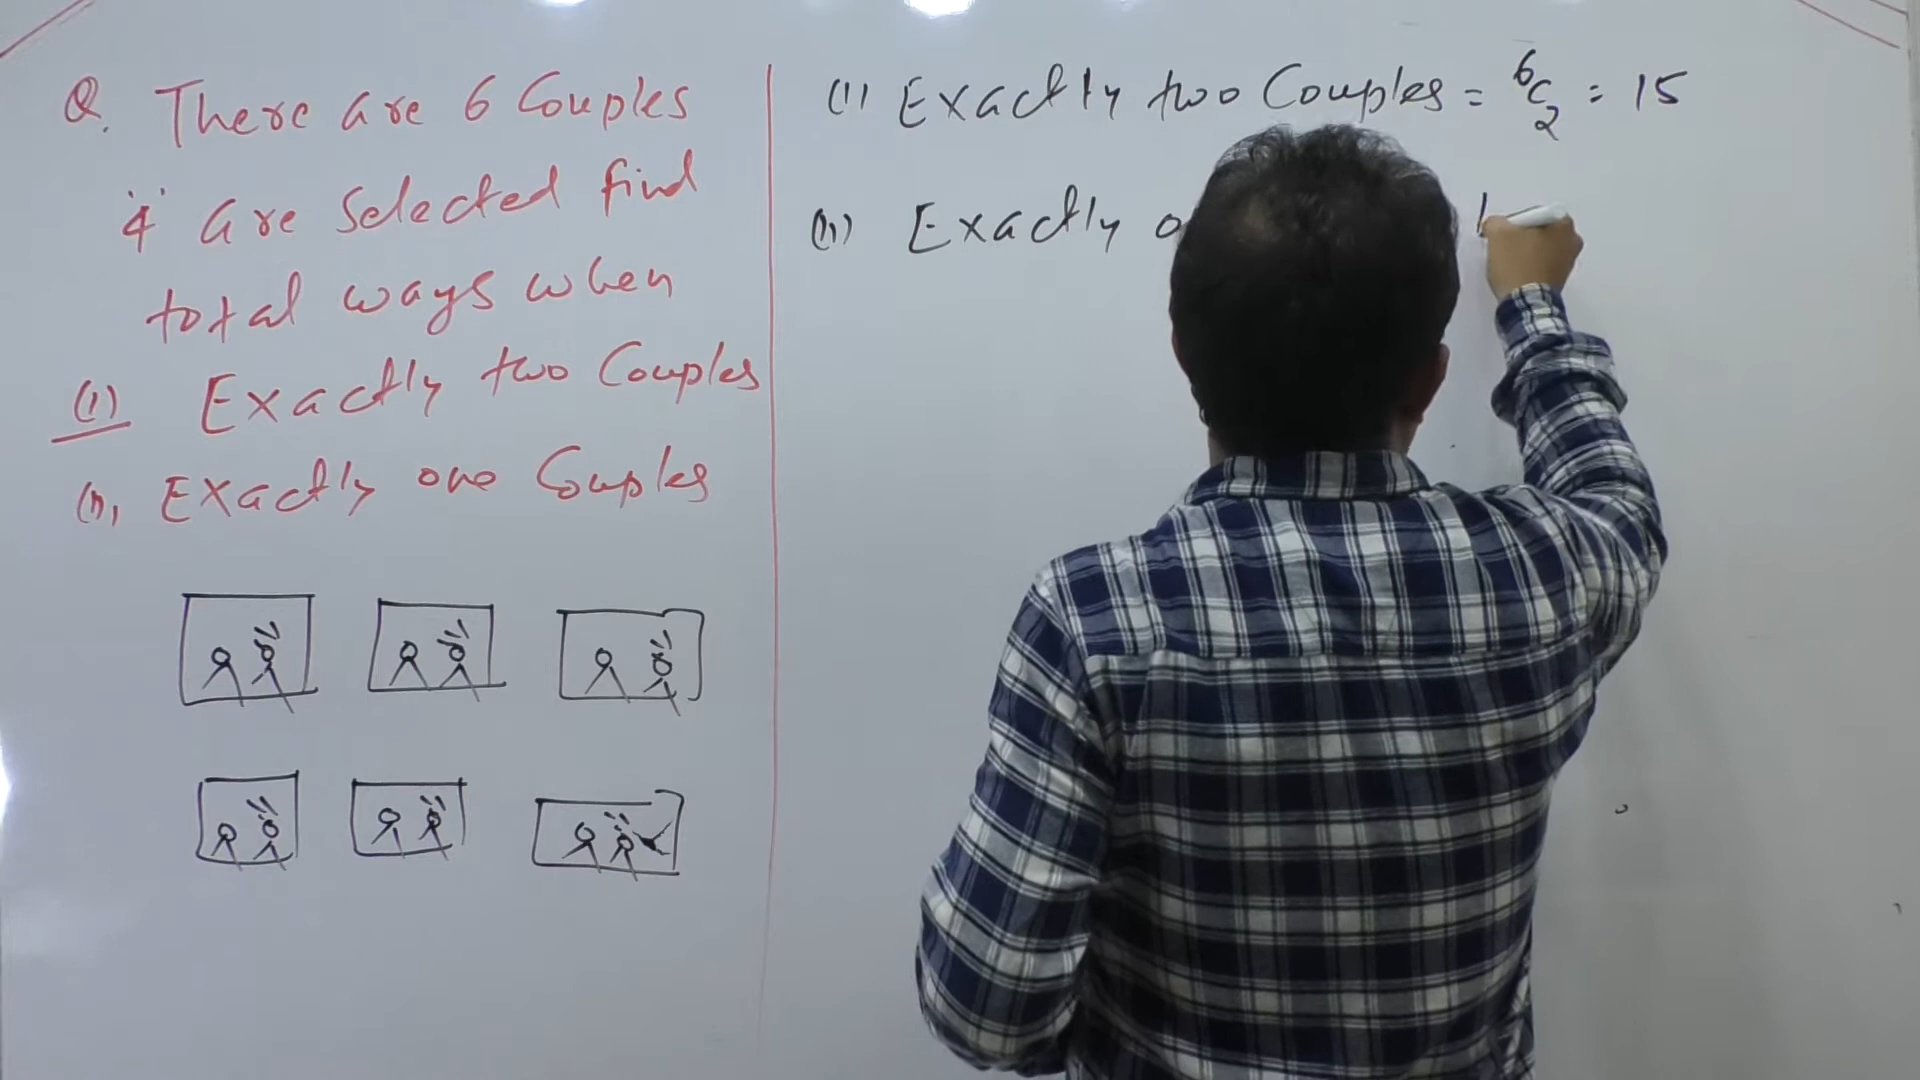 Q. There are 6 Couples
'4' are selected find
total ways when
(i) Exactly two Couples
(ii) Exactly one Couples
(i) Exactly two Couples = ⁶C₂ = 15
(ii) Exactly